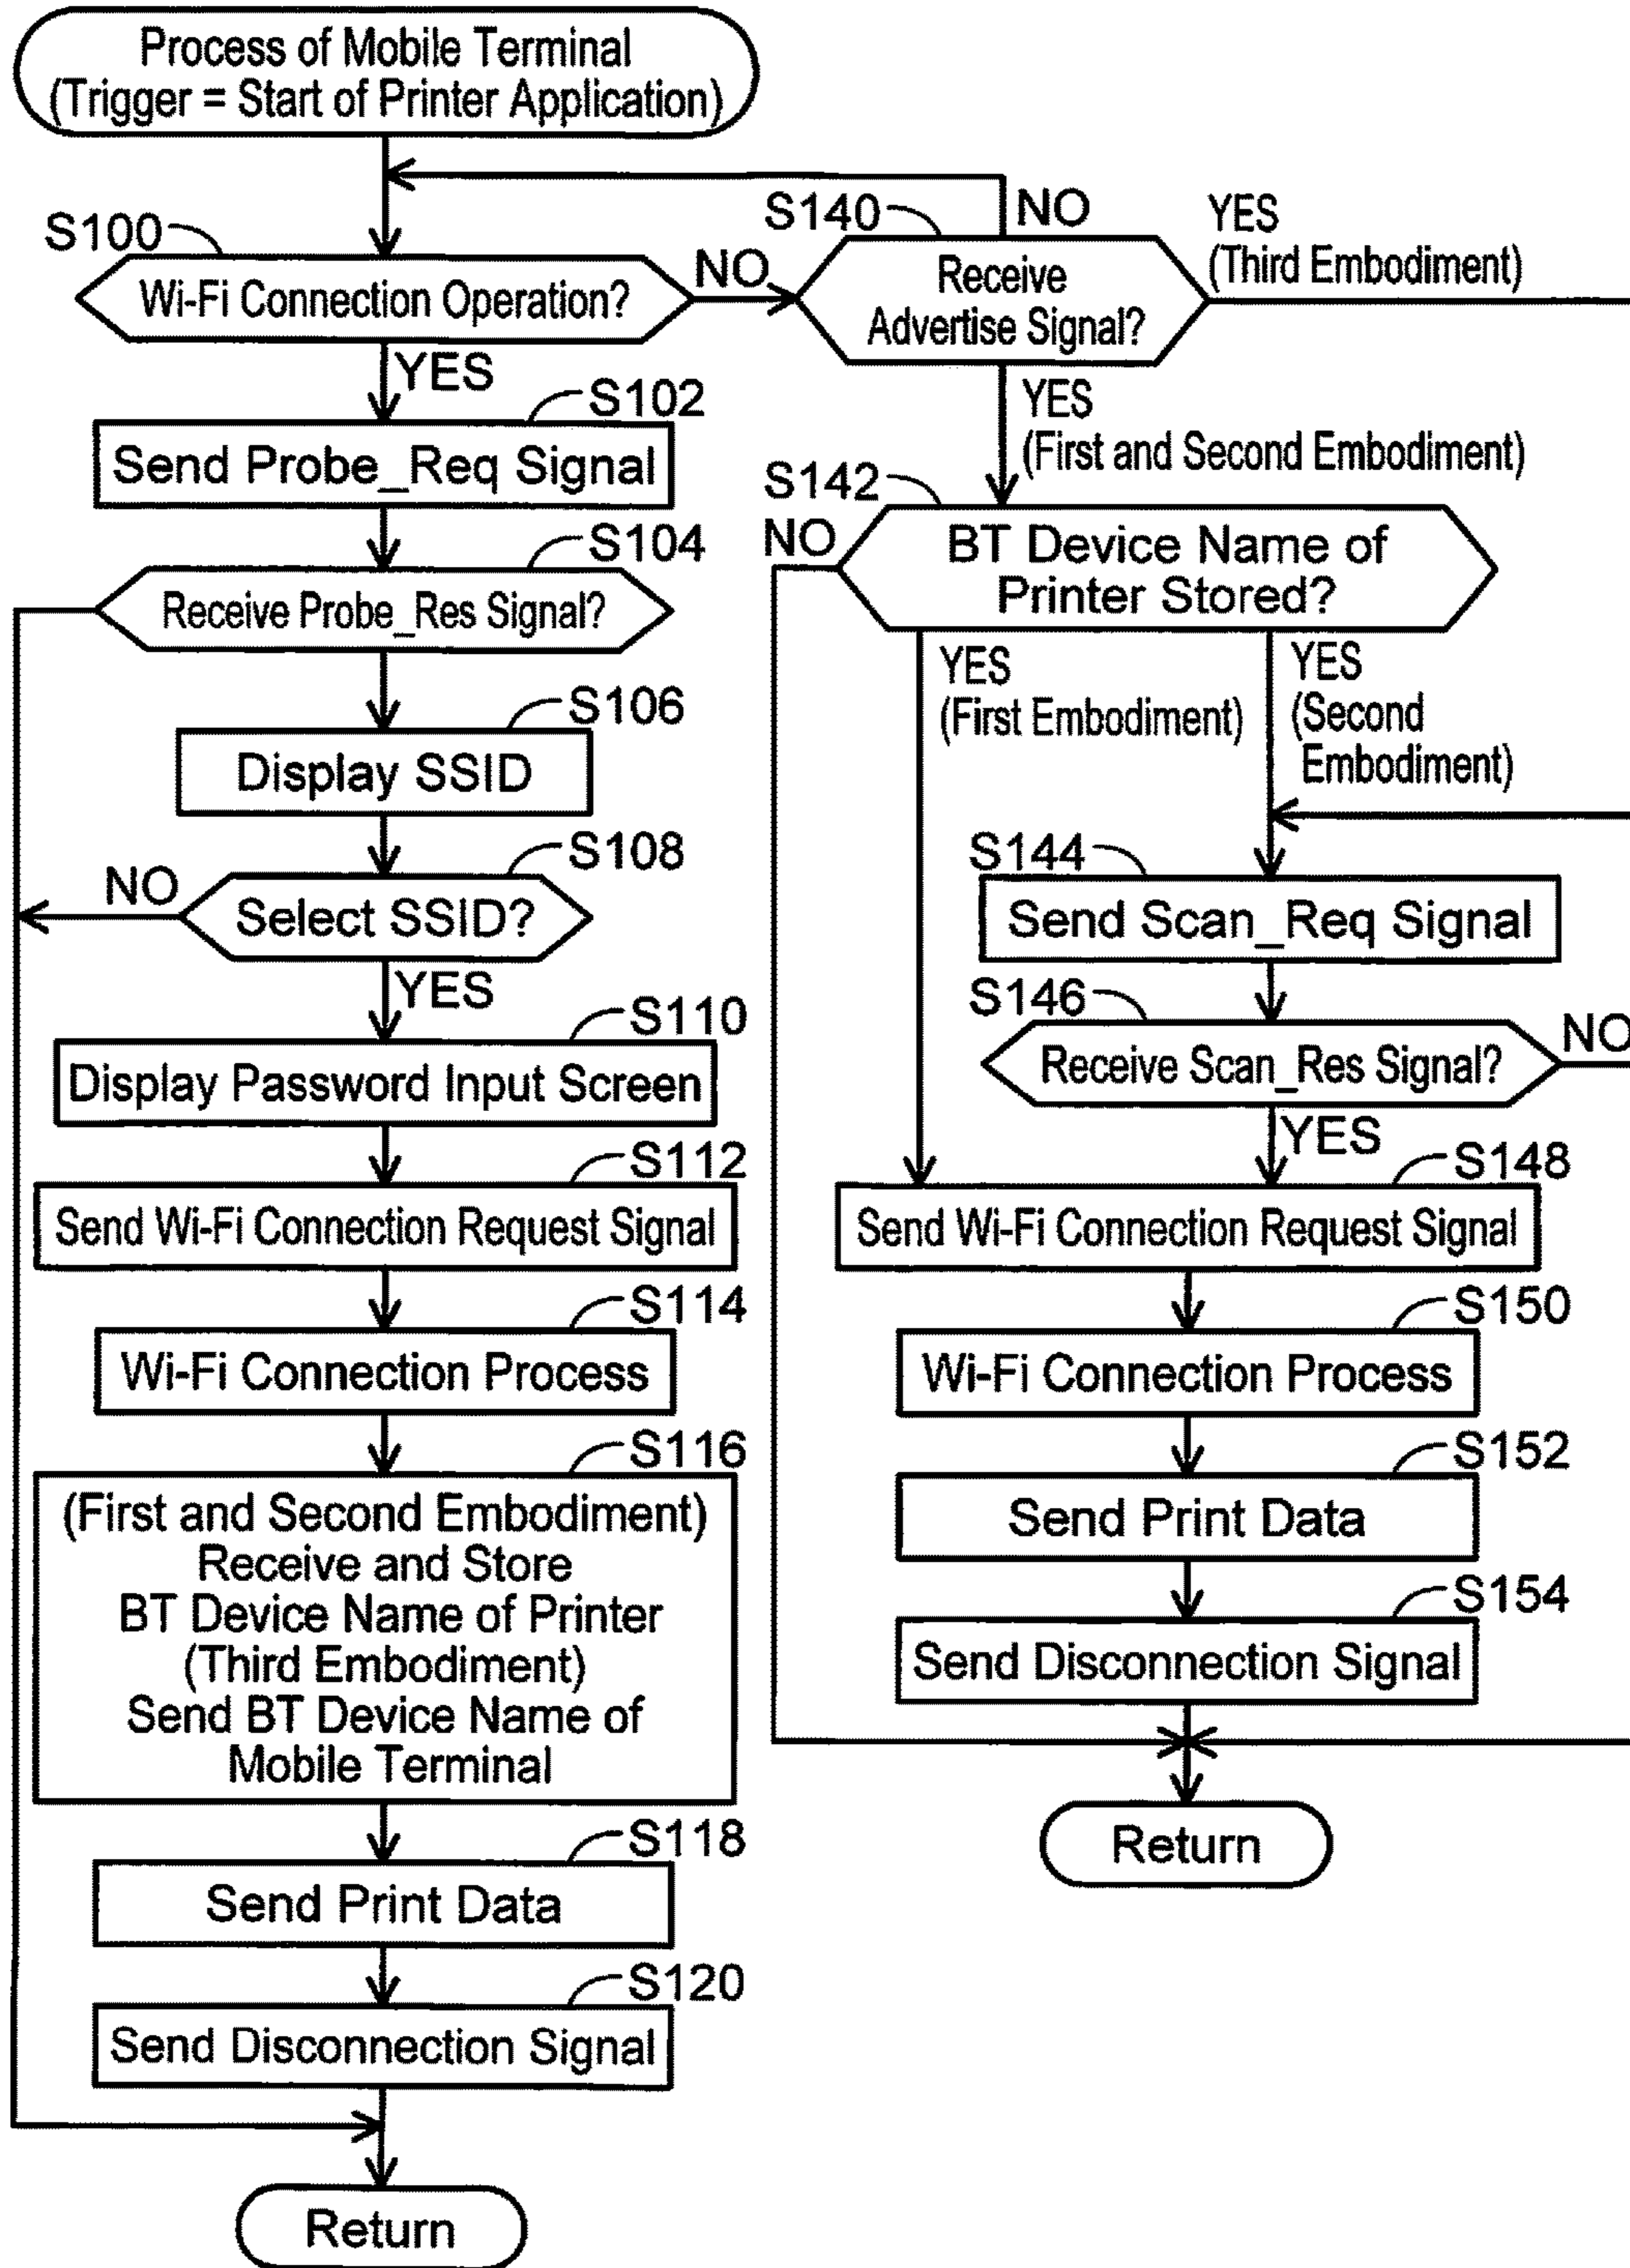 Process of Mobile Terminal
(Trigger = Start of Printer Application)
S100
Wi-Fi Connection Operation?
NO
YES
S102
Send Probe_Req Signal
S104
Receive Probe_Res Signal?
S106
Display SSID
S108
NO
Select SSID?
YES
S110
Display Password Input Screen
S112
Send Wi-Fi Connection Request Signal
S114
Wi-Fi Connection Process
S116
(First and Second Embodiment)
Receive and Store
BT Device Name of Printer
(Third Embodiment)
Send BT Device Name of
Mobile Terminal
S118
Send Print Data
S120
Send Disconnection Signal
Return
S140
NO
YES
(Third Embodiment)
Receive
Advertise Signal?
YES
(First and Second Embodiment)
S142
NO
BT Device Name of
Printer Stored?
YES
(First Embodiment)
YES
(Second
Embodiment)
S144
Send Scan_Req Signal
S146
NO
Receive Scan_Res Signal?
YES
S148
Send Wi-Fi Connection Request Signal
S150
Wi-Fi Connection Process
S152
Send Print Data
S154
Send Disconnection Signal
Return